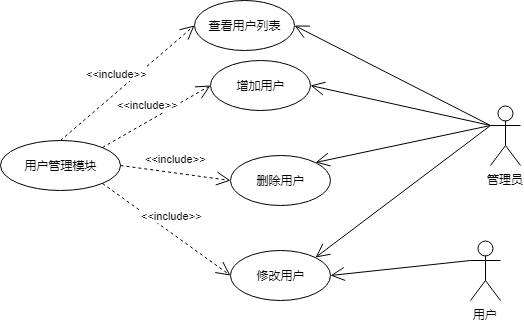 查看用户列表
<<include>>
增加用户
<<include>>
管理员
用户管理模块
<<include>>
删除用户
<<include>>
修改用户
用户